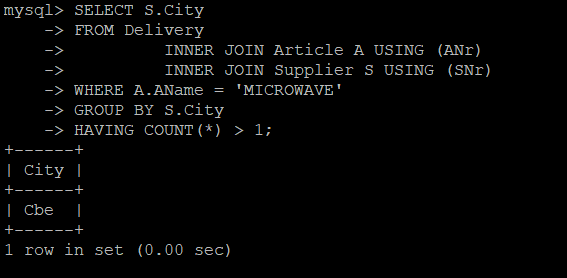 mysql> SELECT S.City
    -> FROM Delivery
    ->          INNER JOIN Article A USING (ANr)
    ->          INNER JOIN Supplier S USING (SNr)
    -> WHERE A.AName = 'MICROWAVE'
    -> GROUP BY S.City
    -> HAVING COUNT(*) > 1;
+------+
| City |
+------+
| Cbe  |
+------+
1 row in set (0.00 sec)